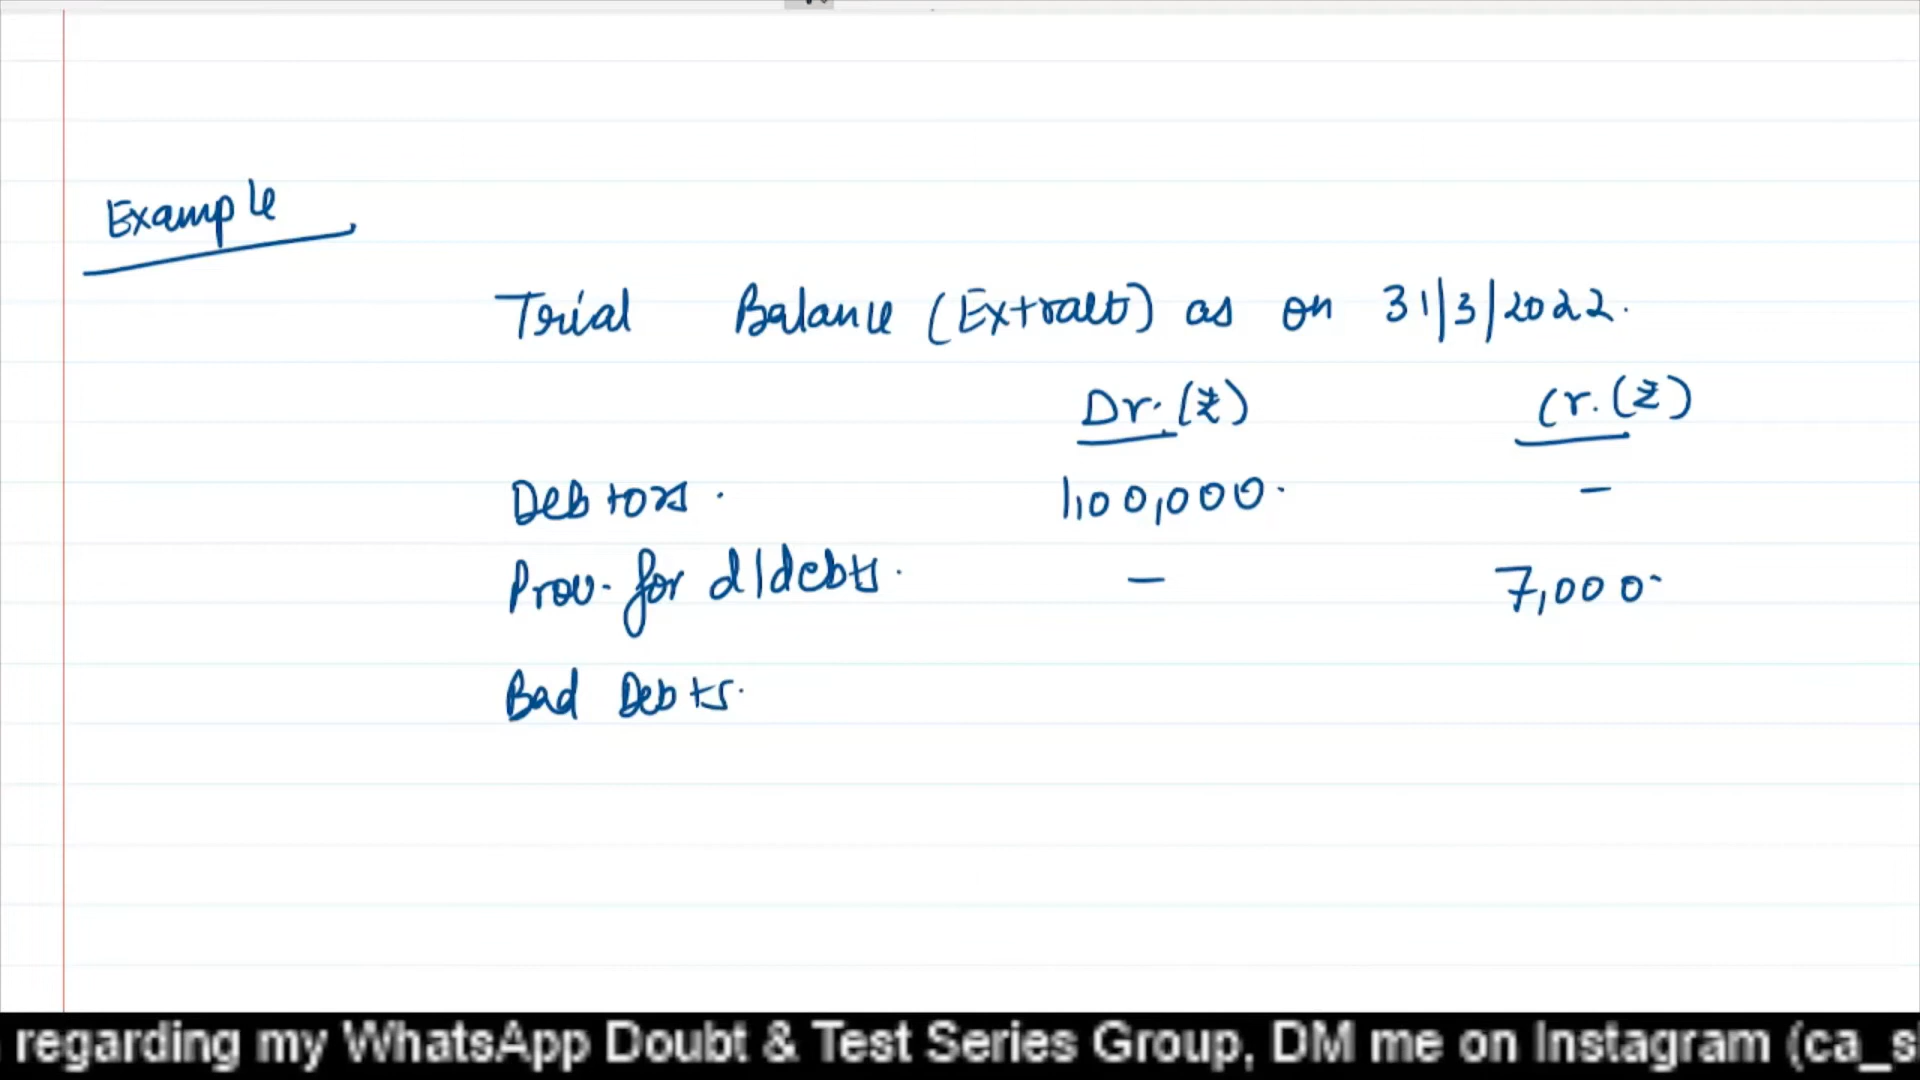 Example
Trial Balance (Extract) as on 31/3/2022.
Dr. (₹) Cr. (₹)
Debtors. 1,00,000. -
Prov. for d/debts. - 7,000.
Bad Debts.
regarding my WhatsApp Doubt & Test Series Group, DM me on Instagram (ca_s